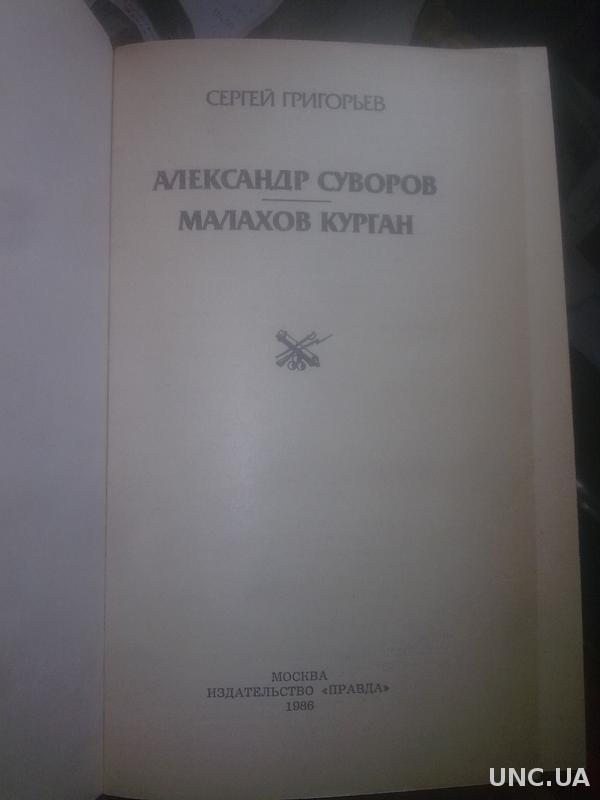 СЕРГЕЙ ГРИГОРЬЕВ
АЛЕКСАНДР СУВОРОВ
МАЛАХОВ КУРГАН
МОСКВА
ИЗДАТЕЛЬСТВО «ПРАВДА»
1986
UNC.UA